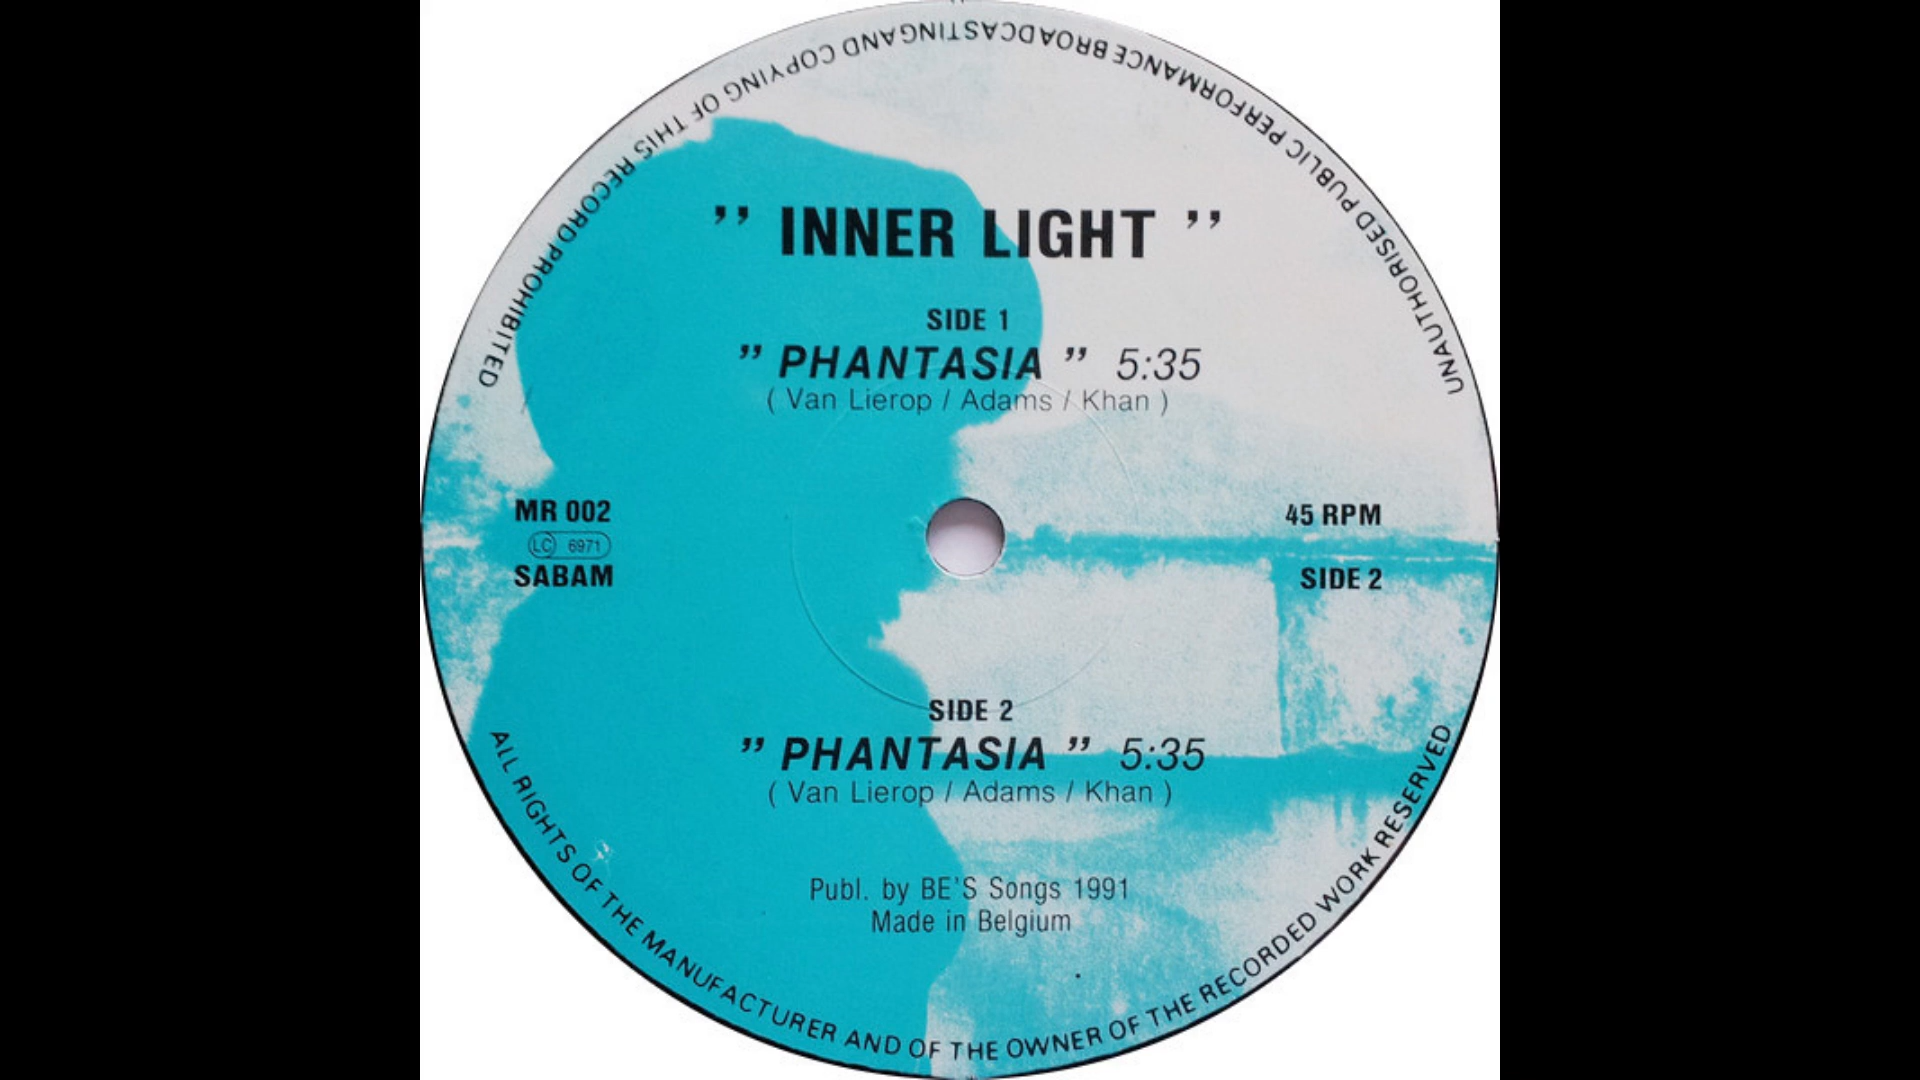 UNAUTHORISED PUBLIC PERFORMANCE BROADCASTING AND COPYING OF THIS RECORD PROHIBITED
’’ INNER LIGHT ’’
SIDE 1
’’ PHANTASIA ’’ 5:35
( Van Lierop / Adams / Khan )
MR 002
LC 6971
SABAM
45 RPM
SIDE 2
SIDE 2
’’ PHANTASIA ’’ 5:35
( Van Lierop / Adams / Khan )
Publ. by BE'S Songs 1991
Made in Belgium
ALL RIGHTS OF THE MANUFACTURER AND OF THE OWNER OF THE RECORDED WORK RESERVED